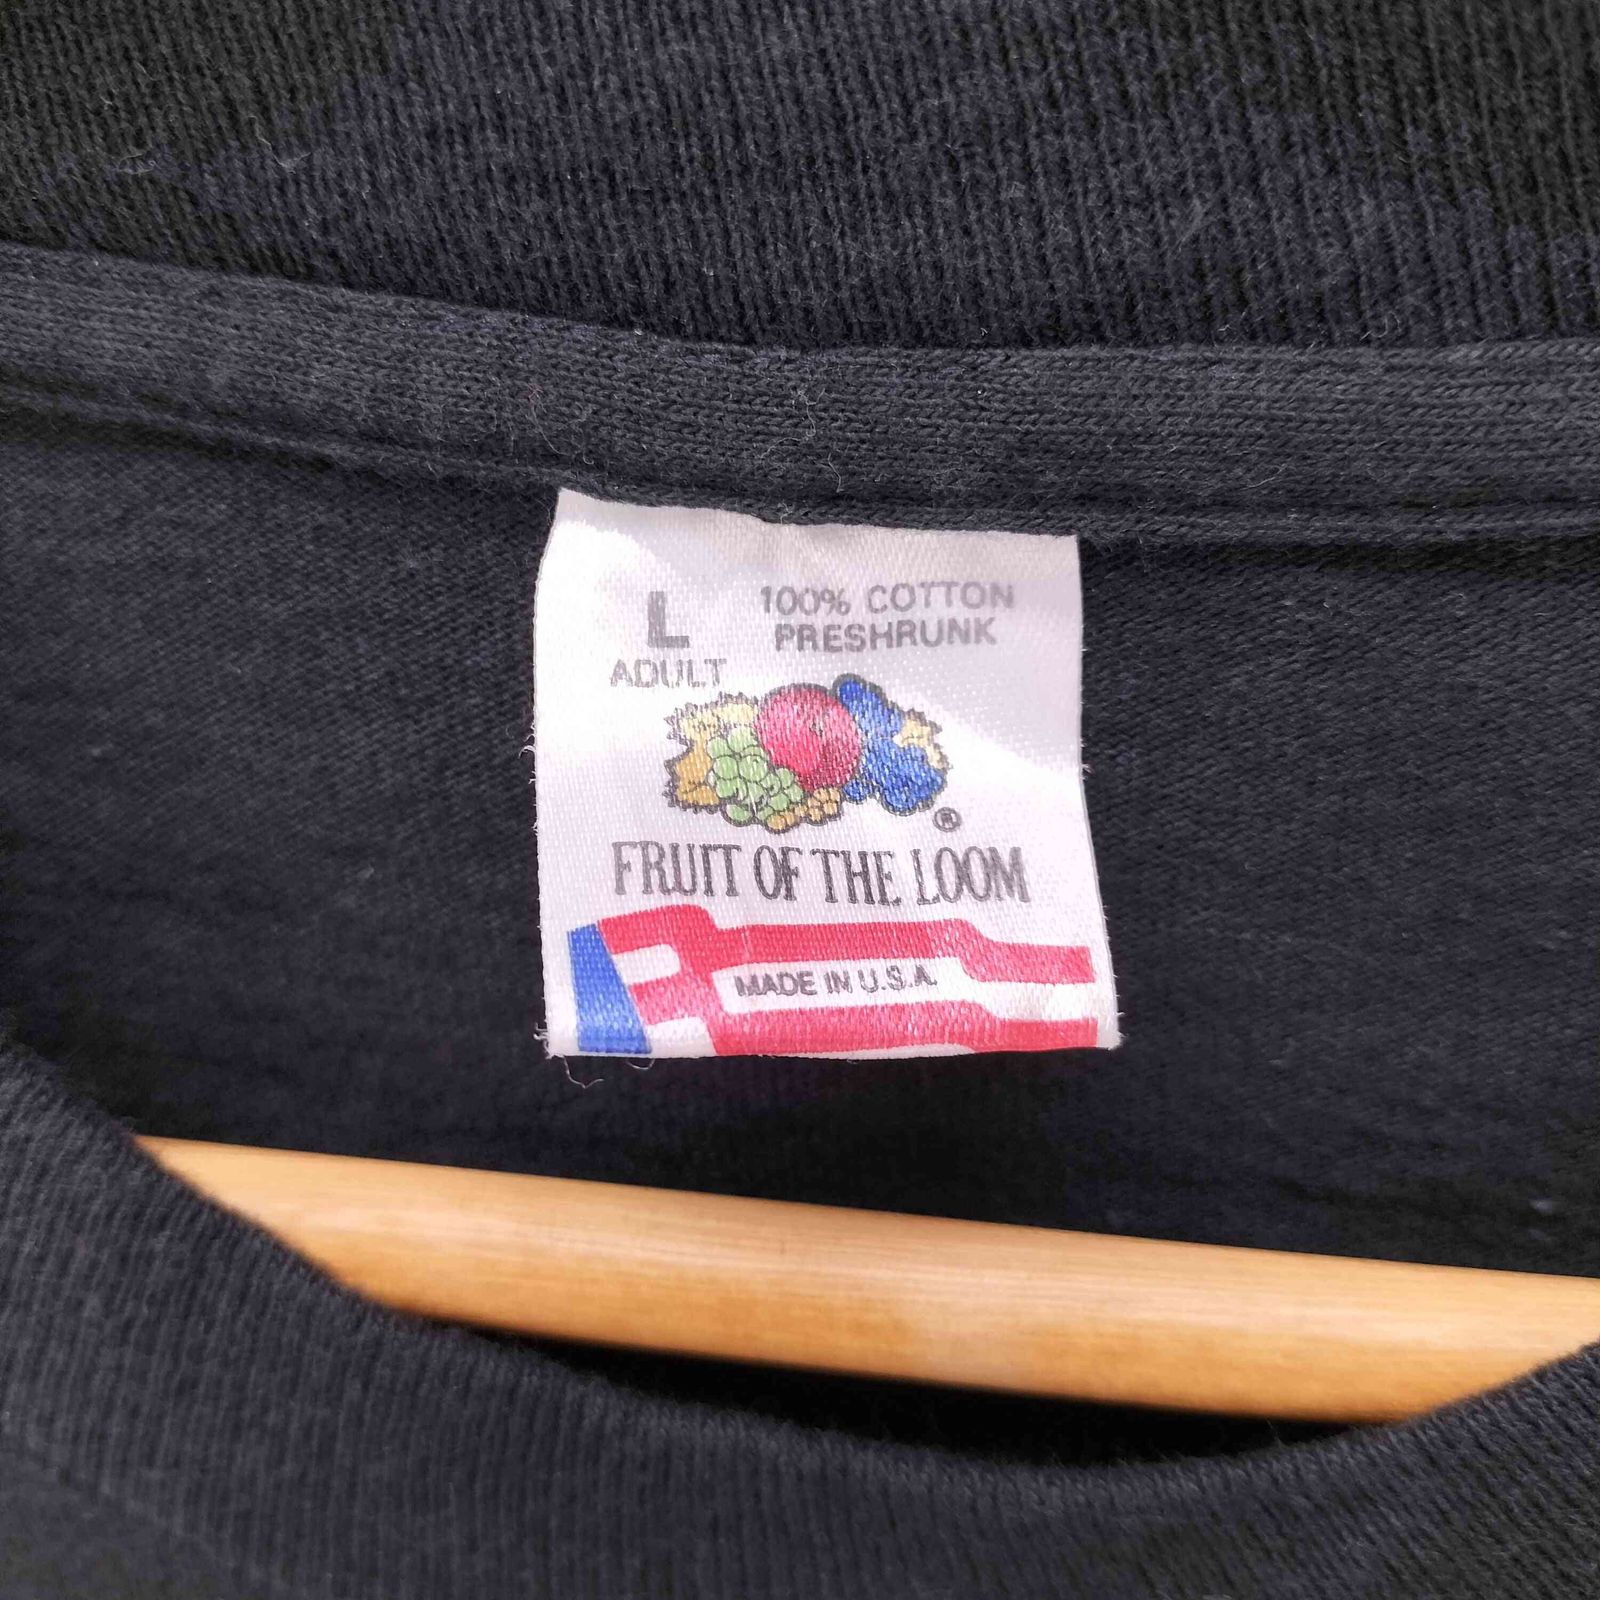 L
ADULT
100% COTTON
PRESHRUNK
®
FRUIT OF THE LOOM
MADE IN U.S.A.